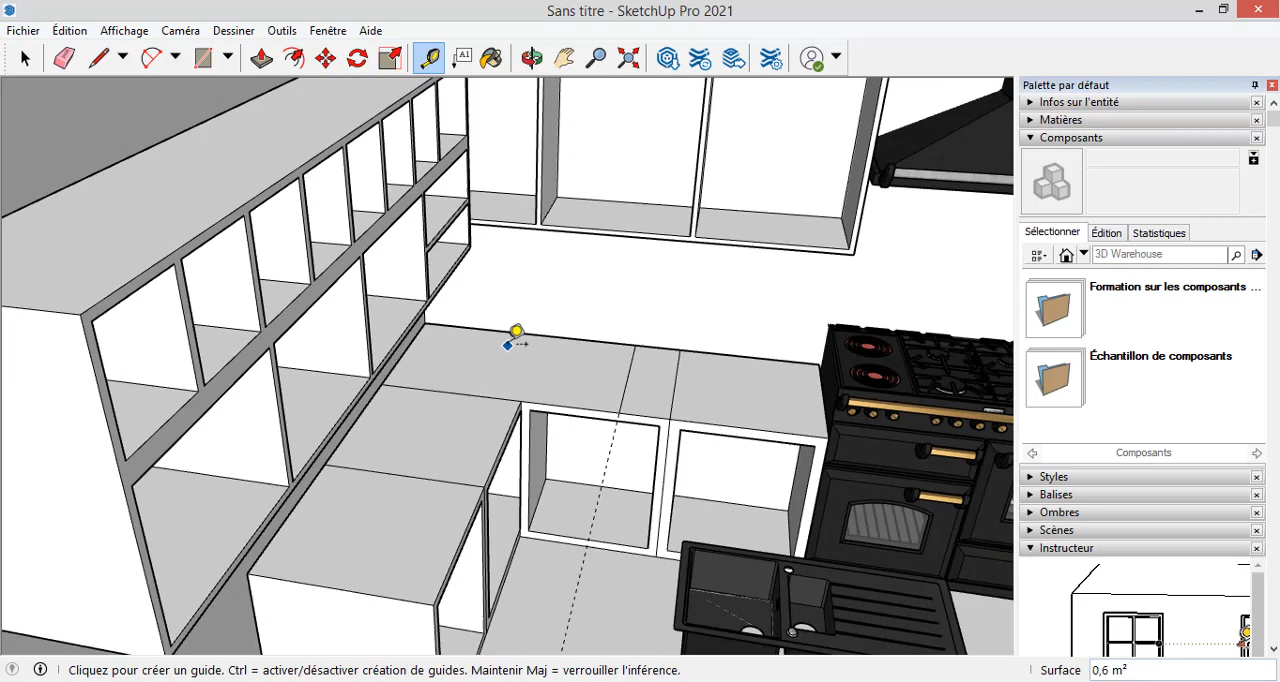 Sans titre - SketchUp Pro 2021
Fichier Édition Affichage Caméra Dessiner Outils Fenêtre Aide
A1
Palette par défaut
Infos sur l'entité
Matières
Composants
Sélectionner Édition Statistiques
3D Warehouse
Formation sur les composants ...
Échantillon de composants
Composants
Styles
Balises
Ombres
Scènes
Instructeur
Cliquez pour créer un guide. Ctrl = activer/désactiver création de guides. Maintenir Maj = verrouiller l'inférence.
Surface 0,6 m²